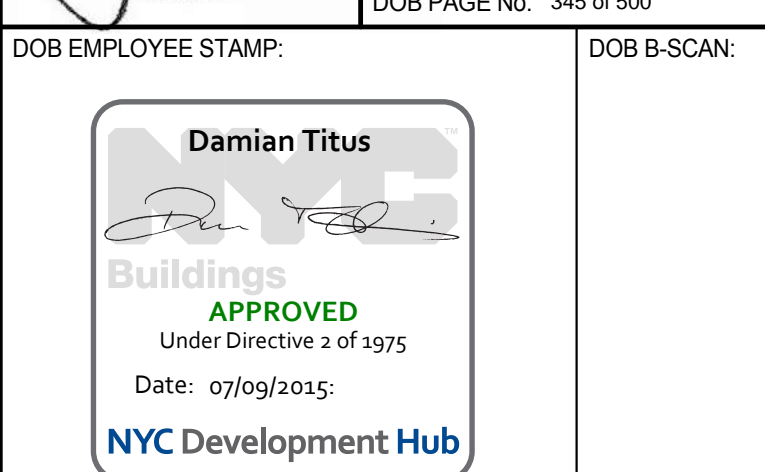 DOB PAGE No. 345 of 500
DOB EMPLOYEE STAMP:
DOB B-SCAN:
NYC™
Damian Titus
Buildings
APPROVED
Under Directive 2 of 1975
Date: 07/09/2015:
NYC Development Hub